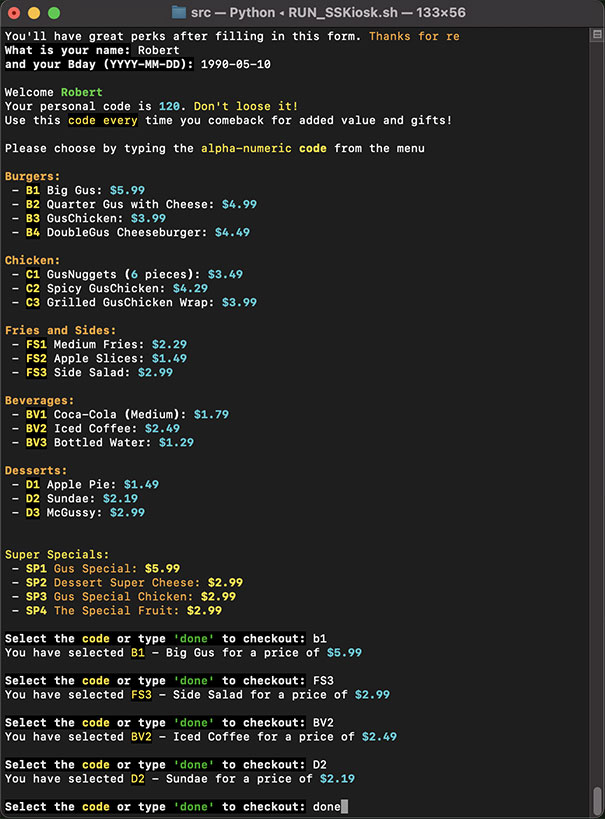 src — Python ◂ RUN_SSKiosk.sh — 133×56
You'll have great perks after filling in this form. Thanks for re
What is your name: Robert
and your Bday (YYYY-MM-DD): 1990-05-10
Welcome Robert
Your personal code is 120. Don't loose it!
Use this code every time you comeback for added value and gifts!
Please choose by typing the alpha-numeric code from the menu
Burgers:
– B1 Big Gus: $5.99
– B2 Quarter Gus with Cheese: $4.99
– B3 GusChicken: $3.99
– B4 DoubleGus Cheeseburger: $4.49
Chicken:
– C1 GusNuggets (6 pieces): $3.49
– C2 Spicy GusChicken: $4.29
– C3 Grilled GusChicken Wrap: $3.99
Fries and Sides:
– FS1 Medium Fries: $2.29
– FS2 Apple Slices: $1.49
– FS3 Side Salad: $2.99
Beverages:
– BV1 Coca-Cola (Medium): $1.79
– BV2 Iced Coffee: $2.49
– BV3 Bottled Water: $1.29
Desserts:
– D1 Apple Pie: $1.49
– D2 Sundae: $2.19
– D3 McGussy: $2.99
Super Specials:
– SP1 Gus Special: $5.99
– SP2 Dessert Super Cheese: $2.99
– SP3 Gus Special Chicken: $2.99
– SP4 The Special Fruit: $2.99
Select the code or type 'done' to checkout: b1
You have selected B1 – Big Gus for a price of $5.99
Select the code or type 'done' to checkout: FS3
You have selected FS3 – Side Salad for a price of $2.99
Select the code or type 'done' to checkout: BV2
You have selected BV2 – Iced Coffee for a price of $2.49
Select the code or type 'done' to checkout: D2
You have selected D2 – Sundae for a price of $2.19
Select the code or type 'done' to checkout: done